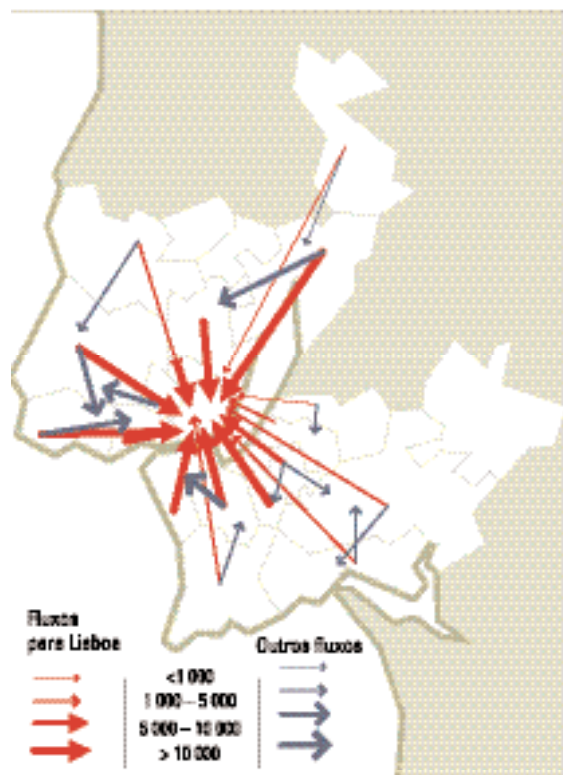 Fluxos
para Lisboa
Outros fluxos
<1 000
1 000 – 5 000
5 000 – 10 000
> 10 000